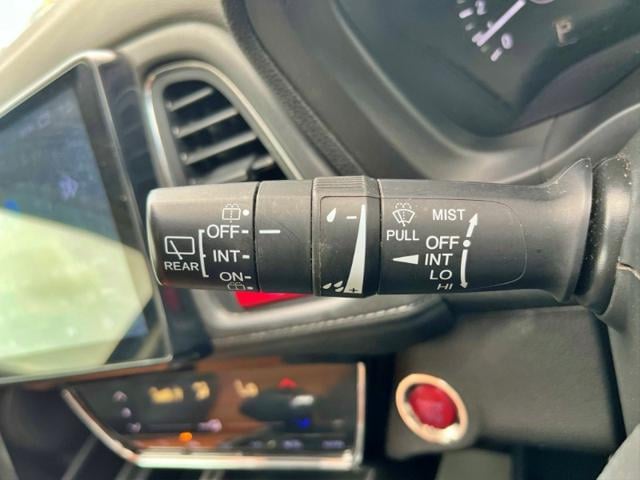 OFF
INT
REAR
ON
−
+
PULL
MIST
OFF
INT
LO
HI
P